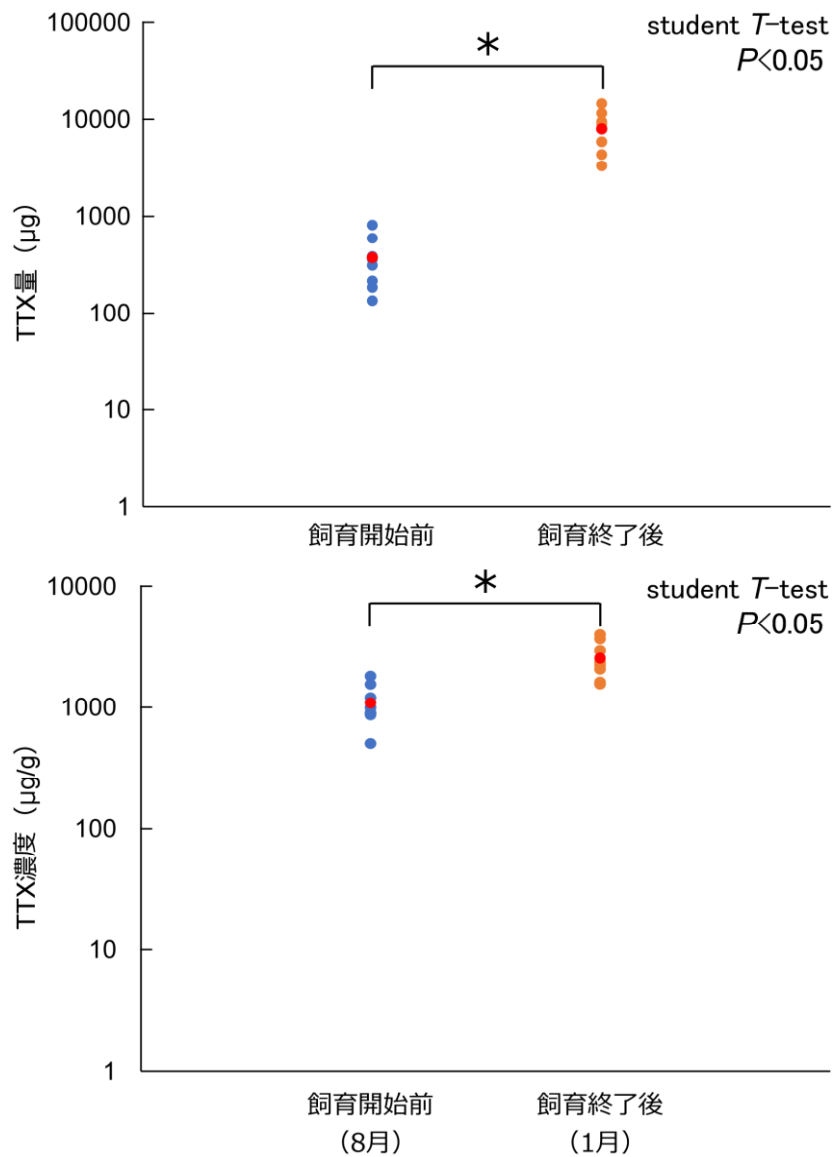 100000
10000
1000
100
10
1
TTX量（μg）
student T-test
P<0.05
*
飼育開始前
飼育終了後
10000
1000
100
10
1
TTX濃度（μg/g）
student T-test
P<0.05
*
飼育開始前
（8月）
飼育終了後
（1月）